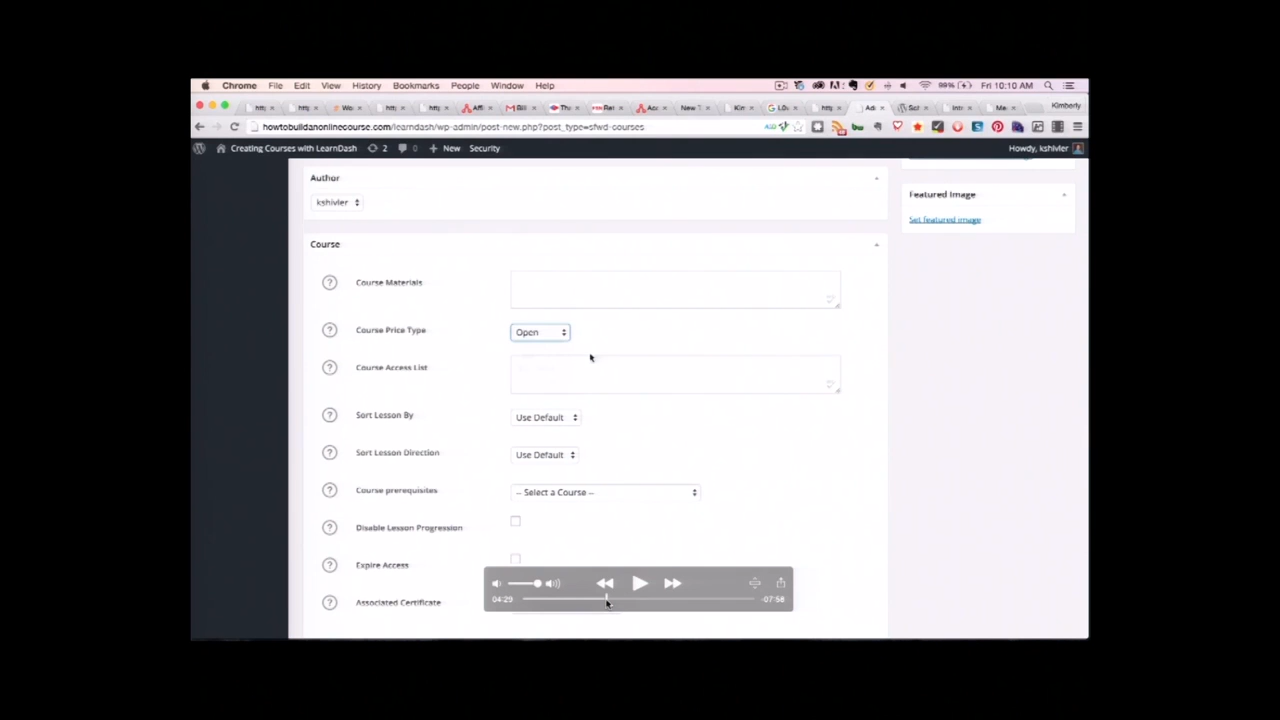 Chrome File Edit View History Bookmarks People Window Help 99% Fri 10:10 AM
Kimberly
howtobuildanonlinecourse.com/learndash/wp-admin/post-new.php?post_type=sfwd-courses
Creating Courses with LearnDash 2 0 New Security Howdy, kshivler
Author
kshivler
Featured Image
Set featured image
Course
Course Materials
Course Price Type Open
Course Access List
Sort Lesson By Use Default
Sort Lesson Direction Use Default
Course prerequisites -- Select a Course --
Disable Lesson Progression
Expire Access
Associated Certificate
04:29 -07:58